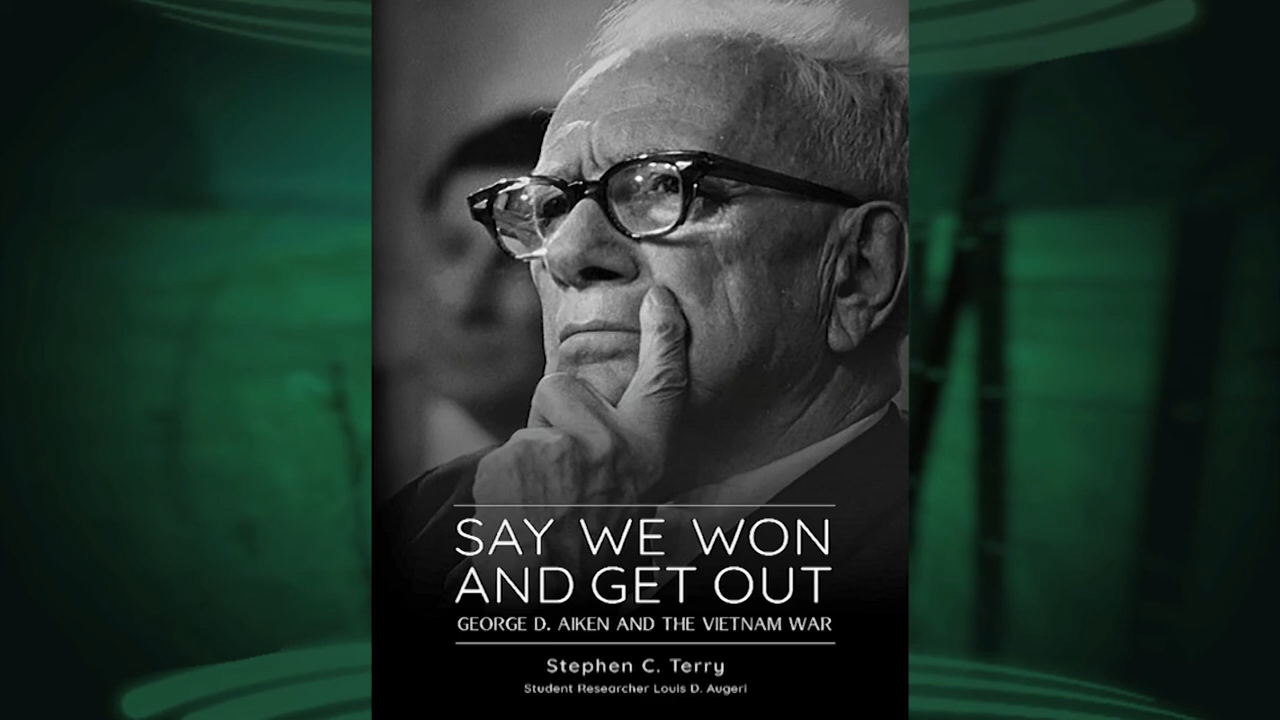 SAY WE WON
AND GET OUT
GEORGE D. AIKEN AND THE VIETNAM WAR
Stephen C. Terry
Student Researcher Louis D. Augeri